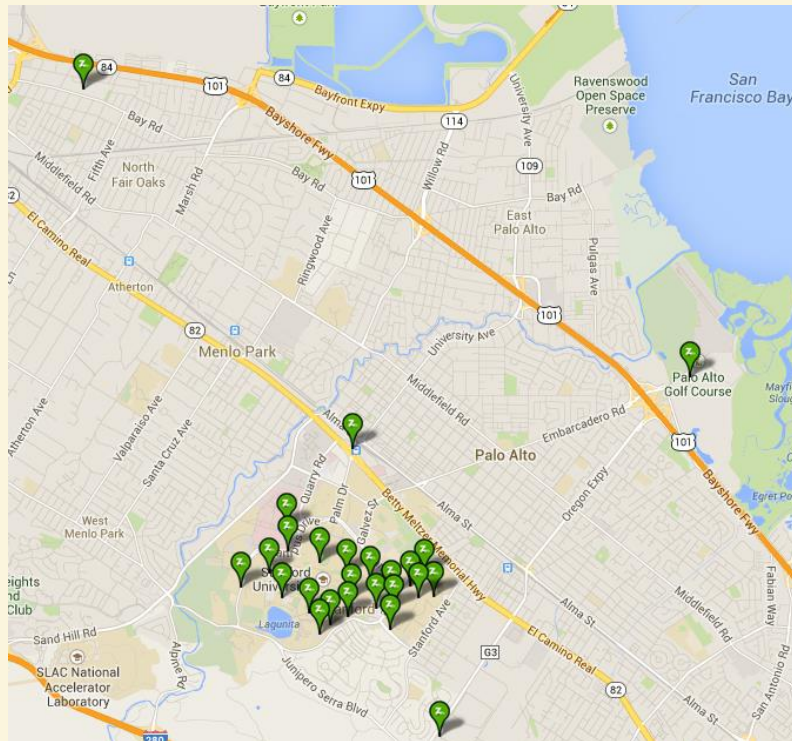 84
101
84
Bayfront Expy
114
University Ave
Ravenswood
Open Space
Preserve
San
Francisco Bay
Bay Rd
Fifth Ave
Middlefield Rd
North
Fair Oaks
Marsh Rd
Bayshore Fwy
Willow Rd
109
101
Bay Rd
Bay Rd
East
Palo Alto
Ringwood Ave
Pulgas Ave
El Camino Real
Atherton
82
Menlo Park
101
University Ave
Palo Alto
Golf Course
Middlefield Rd
Embarcadero Rd
Atherton Ave
Valparaiso Ave
Santa Cruz Ave
Alma
Palo Alto
101
Bayshore Fwy
Quarry Rd
Palm Dr
Galvez St
Betty Meltzer Memorial Hwy
Alma St
Oregon Expy
West
Menlo Park
Lagunita
Stanford Ave
Fabian Way
Alma St
Middlefield Rd
Sand Hill Rd
Alpine Rd
G3
El Camino Real
San Antonio Rd
SLAC National
Accelerator
Laboratory
Junipero Serra Blvd
82
280